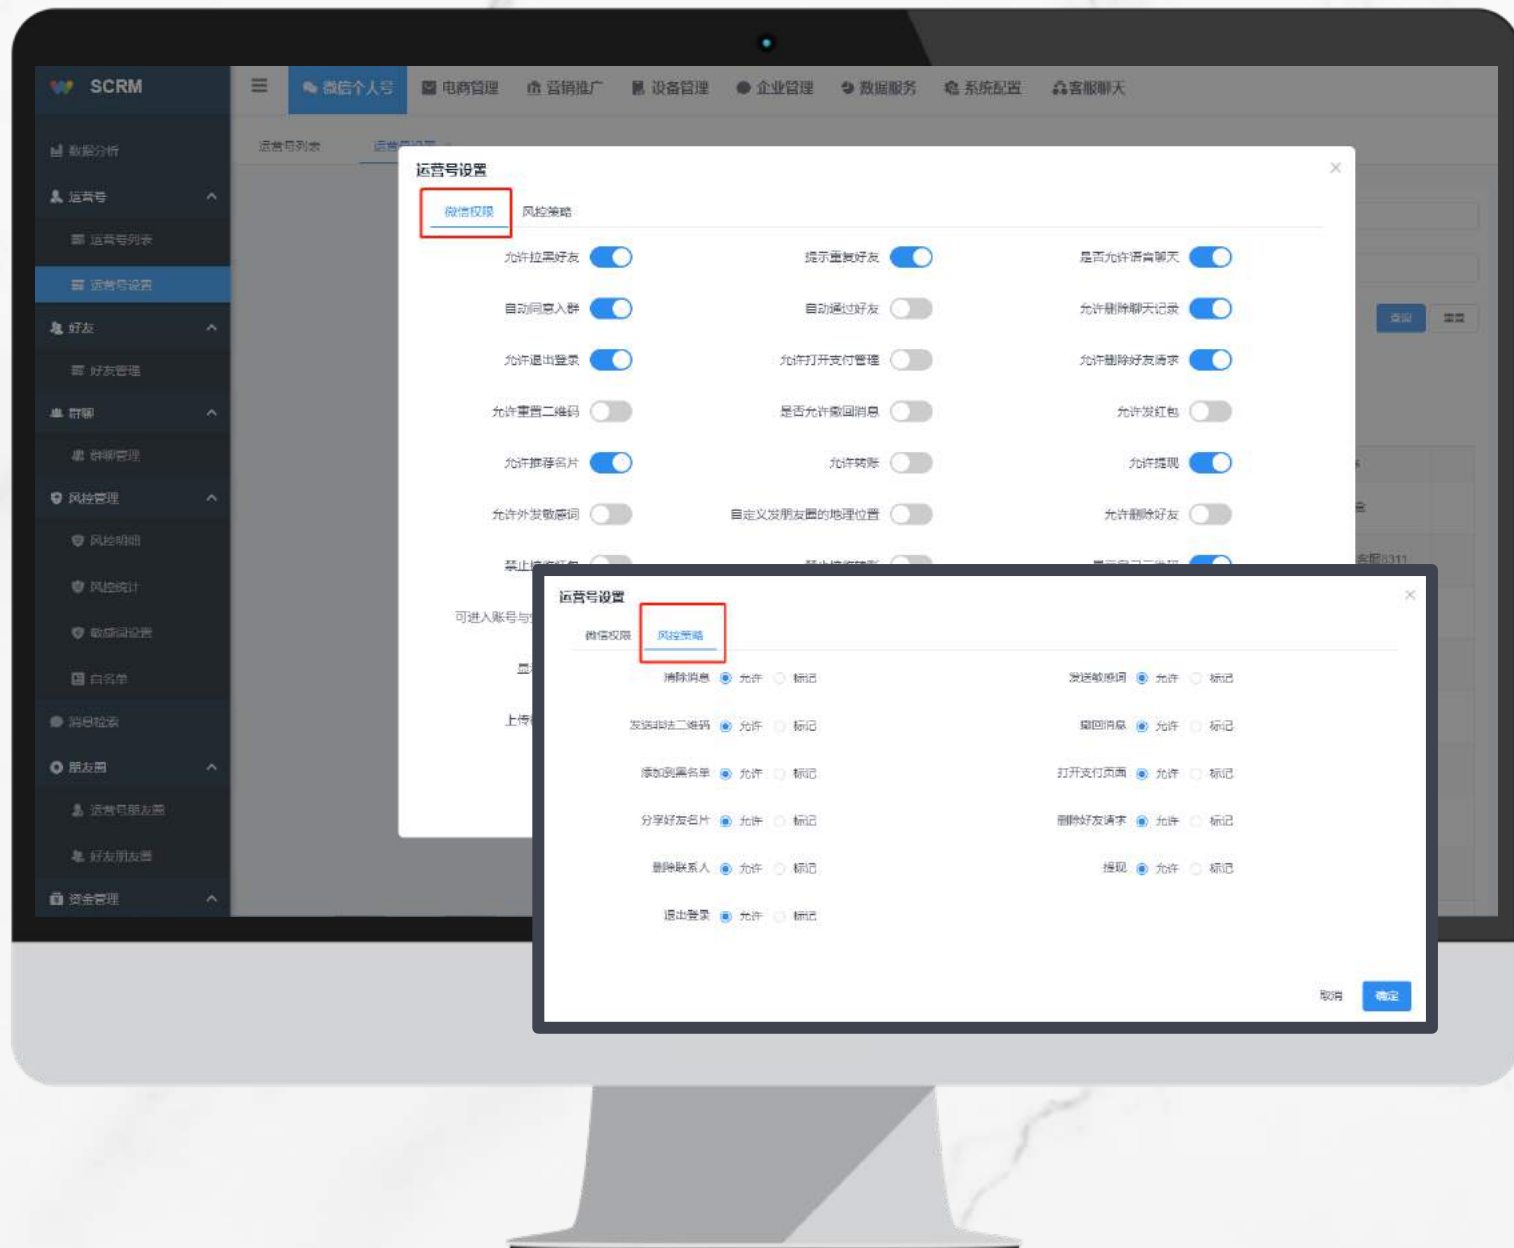 SCRM
微信个人号 电商管理 营销推广 设备管理 企业管理 数据服务 系统配置 客服聊天
数据分析
运营号
运营号列表
运营号设置
好友
好友管理
群聊
群聊管理
风控管理
风控明细
风控统计
敏感词设置
白名单
消息检索
朋友圈
运营号朋友圈
好友朋友圈
资金管理
运营号列表
查询 重置
客服8311
运营号设置
微信权限 风控策略
允许拉黑好友 提示重复好友 是否允许语音聊天
自动同意入群 自动通过好友 允许删除聊天记录
允许退出登录 允许打开支付管理 允许删除好友请求
允许重置二维码 是否允许撤回消息 允许发红包
允许推荐名片 允许转账 允许提现
允许外发敏感词 自定义发朋友圈的地理位置 允许删除好友
可进入账号与
上传
运营号设置
微信权限 风控策略
清除消息 允许 标记 发送敏感词 允许 标记
发送非法二维码 允许 标记 撤回消息 允许 标记
添加到黑名单 允许 标记 打开支付页面 允许 标记
分享好友名片 允许 标记 删除好友请求 允许 标记
删除联系人 允许 标记 提现 允许 标记
退出登录 允许 标记
取消 确定